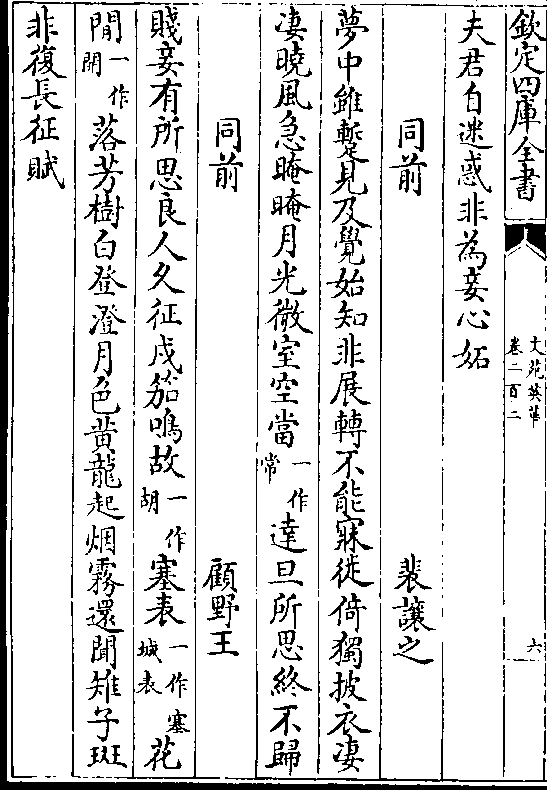 欽定四庫全書
文苑英華
卷二百二
六
夫君自迷惑非為妾心妬
同前
裴讓之
夢中雖蹔見及覺始知非展轉不能寐徙倚獨披衣凄
凄曉風急晻晻月光微室空當一作常達旦所思終不歸
同前
顧野王
賤妾有所思良人久征戍笳鳴故一作胡塞表一作塞城表花
開一作閒落芳樹白登澄月色黄龍起烟霧還聞雉子斑
非復長征賦